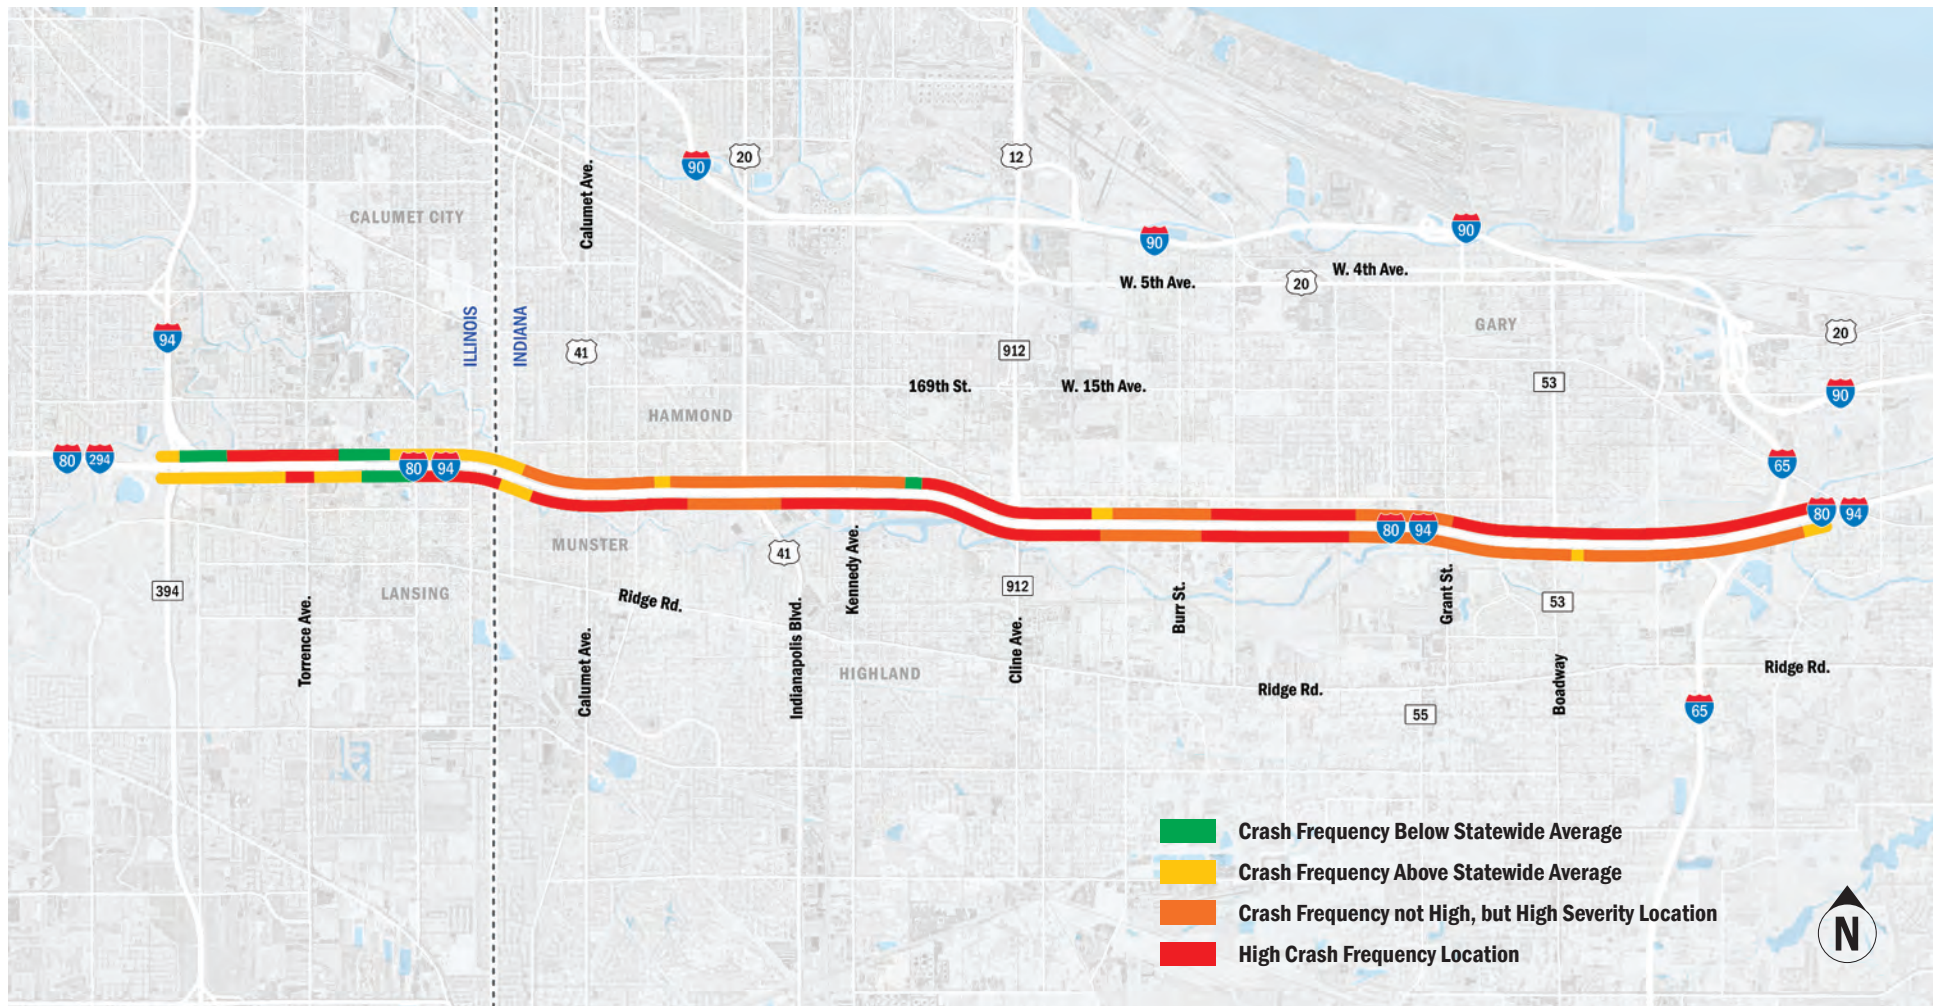 90
20
12
Calumet Ave.
CALUMET CITY
90
90
W. 4th Ave.
W. 5th Ave.
20
ILLINOIS
INDIANA
GARY
94
20
41
912
169th St.
W. 15th Ave.
53
90
HAMMOND
80
294
80
94
65
80
94
80
94
MUNSTER
41
Kennedy Ave.
394
LANSING
Ridge Rd.
912
Burr St.
Grant St.
53
Torrence Ave.
Calumet Ave.
Indianapolis Blvd.
HIGHLAND
Cline Ave.
Ridge Rd.
55
Boadway
Ridge Rd.
65
Crash Frequency Below Statewide Average
Crash Frequency Above Statewide Average
Crash Frequency not High, but High Severity Location
High Crash Frequency Location
N